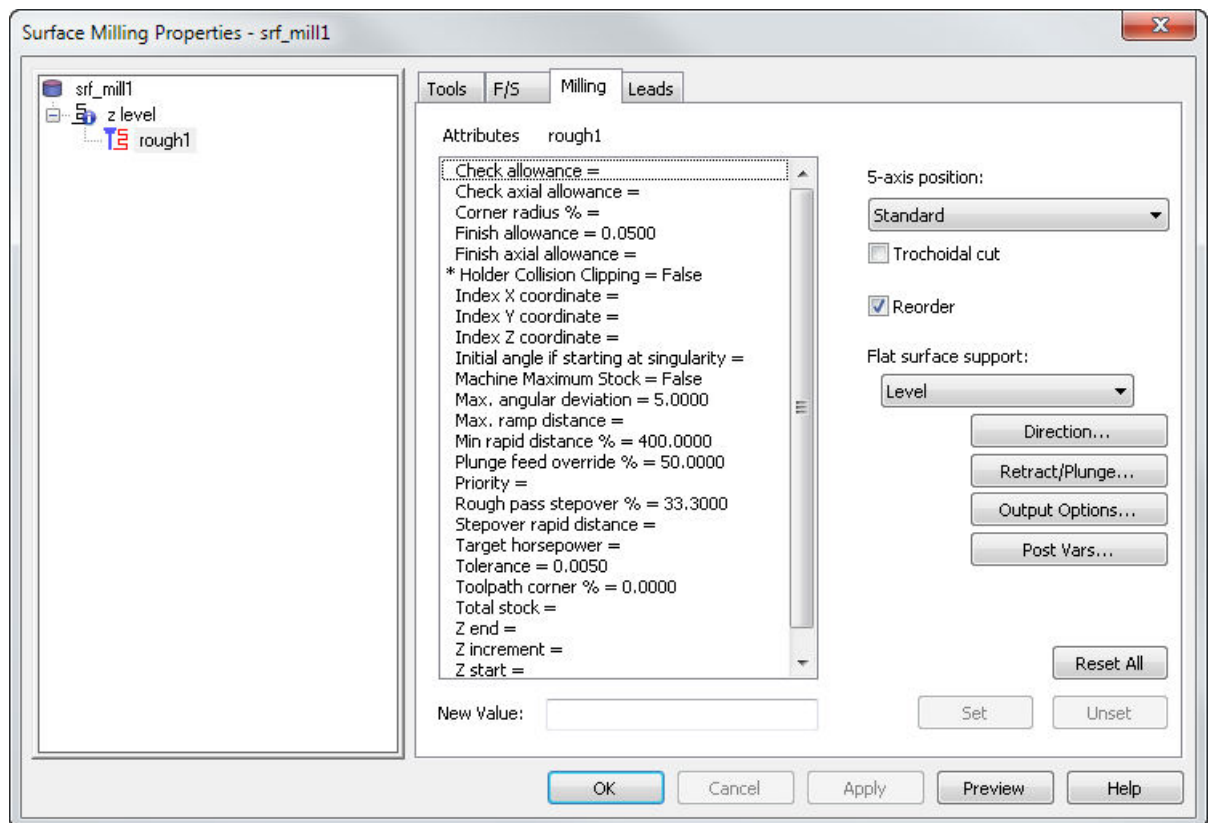 Surface Milling Properties - srf_mill1
srf_mill1
z level
rough1
Tools F/S Milling Leads
Attributes rough1
Check allowance =
Check axial allowance =
Corner radius % =
Finish allowance = 0.0500
Finish axial allowance =
* Holder Collision Clipping = False
Index X coordinate =
Index Y coordinate =
Index Z coordinate =
Initial angle if starting at singularity =
Machine Maximum Stock = False
Max. angular deviation = 5.0000
Max. ramp distance =
Min rapid distance % = 400.0000
Plunge feed override % = 50.0000
Priority =
Rough pass stepover % = 33.3000
Stepover rapid distance =
Target horsepower =
Tolerance = 0.0050
Toolpath corner % = 0.0000
Total stock =
Z end =
Z increment =
Z start =
New Value:
5-axis position:
Standard
Trochoidal cut
Reorder
Flat surface support:
Level
Direction...
Retract/Plunge...
Output Options...
Post Vars...
Reset All
Set Unset
OK Cancel Apply Preview Help